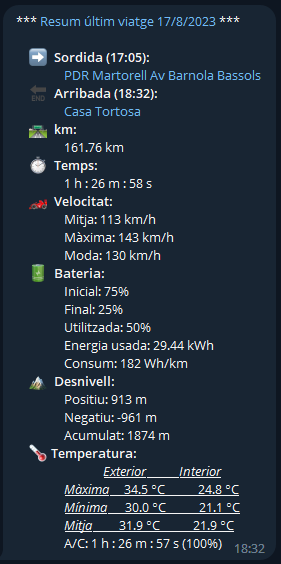 *** Resum últim viatge 17/8/2023 ***
➡️ Sordida (17:05):
PDR Martorell Av Barnola Bassols
🔚 Arribada (18:32):
Casa Tortosa
🛣️ km:
161.76 km
⏱️ Temps:
1 h : 26 m : 58 s
🏎️ Velocitat:
Mitja: 113 km/h
Màxima: 143 km/h
Moda: 130 km/h
🔋 Bateria:
Inicial: 75%
Final: 25%
Utilitzada: 50%
Energia usada: 29.44 kWh
Consum: 182 Wh/km
⛰️ Desnivell:
Positiu: 913 m
Negatiu: -961 m
Acumulat: 1874 m
🌡️ Temperatura:
Exterior Interior
Màxima 34.5 °C 24.8 °C
Mínima 30.0 °C 21.1 °C
Mitja 31.9 °C 21.9 °C
A/C: 1 h : 26 m : 57 s (100%)
18:32